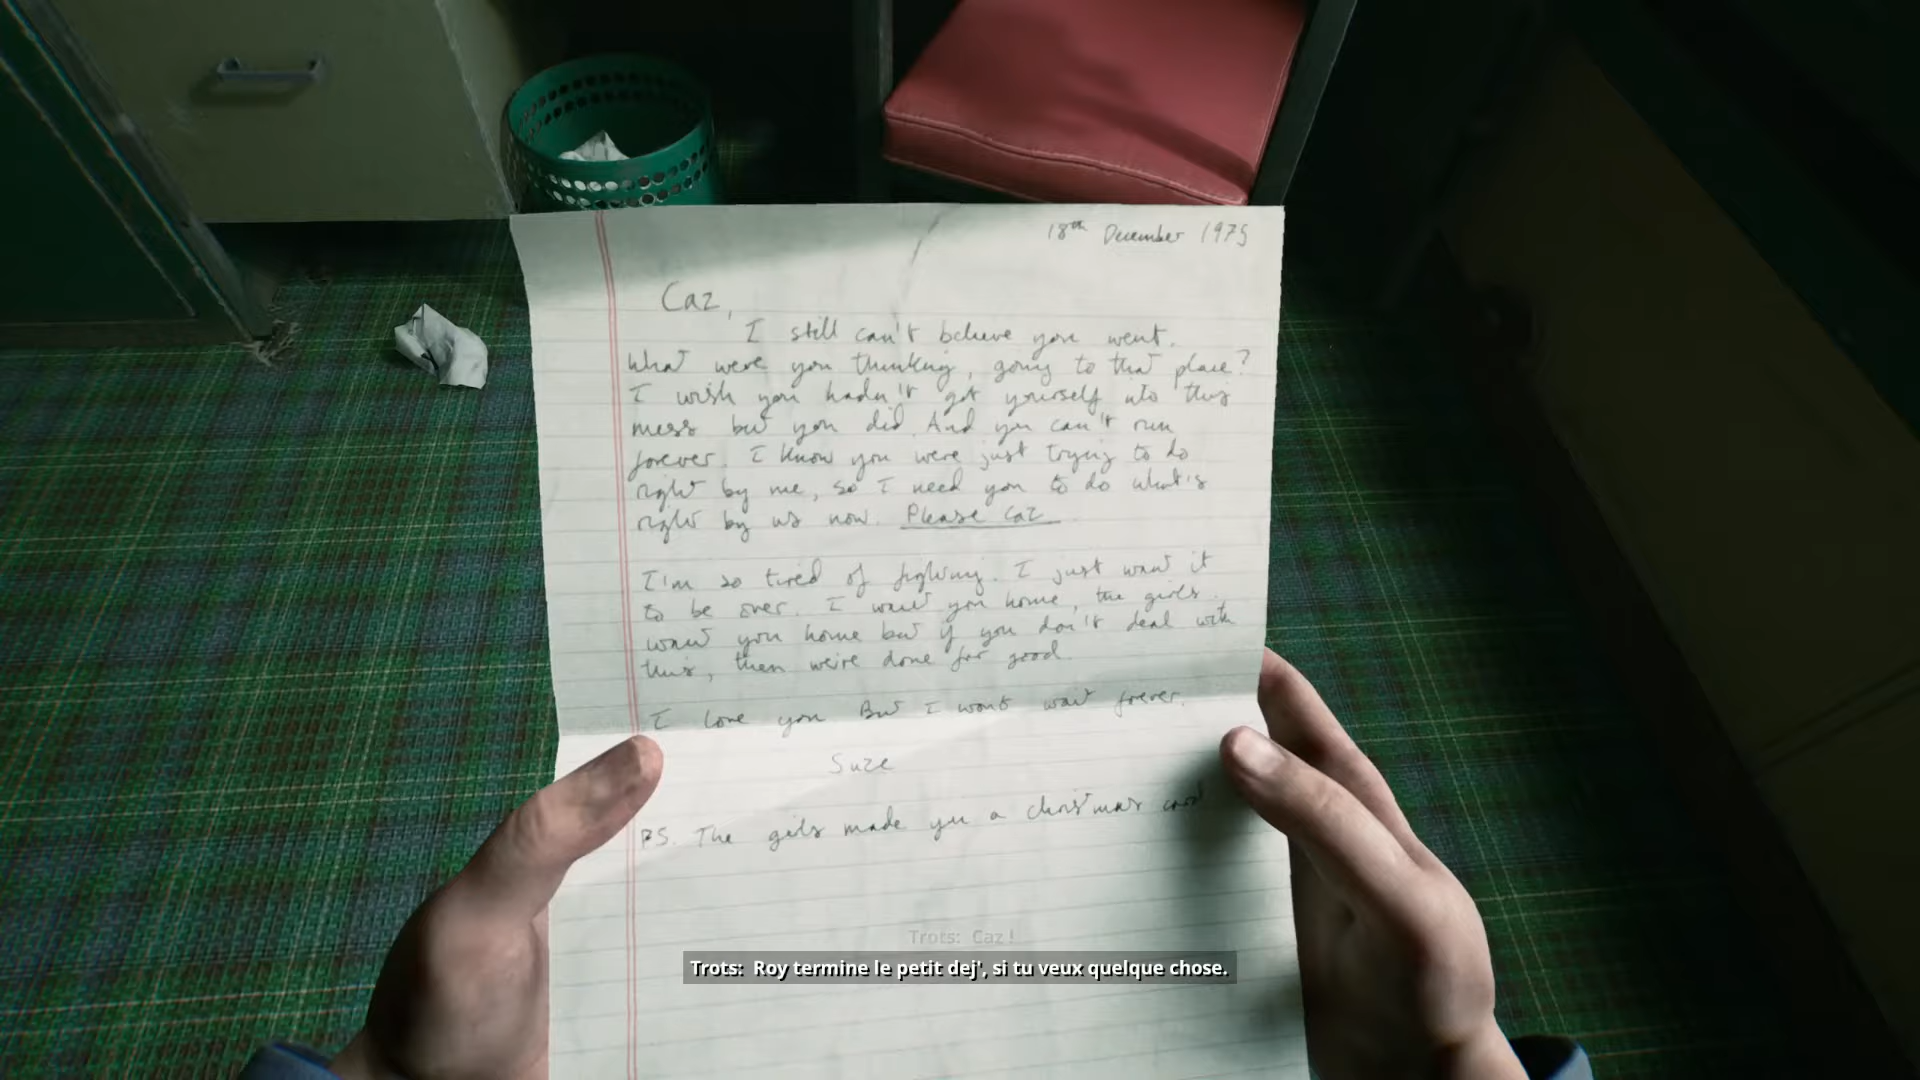 18th December 1975
Caz,
I still can't believe you went.
What were you thinking, going to that place?
I wish you hadn't got yourself into this
mess but you did. And you can't run
forever. I know you were just trying to do
right by me, so I need you to do what's
right by us now. Please Caz
I'm so tired of fighting. I just want it
to be over. I want you home, the girls
want you home but if you don't deal with
this, then we're done for good.
I love you But I wont wait forever.
Suze
P.S. The girls made you a christmas card
Trots: Caz !
Trots: Roy termine le petit dej', si tu veux quelque chose.